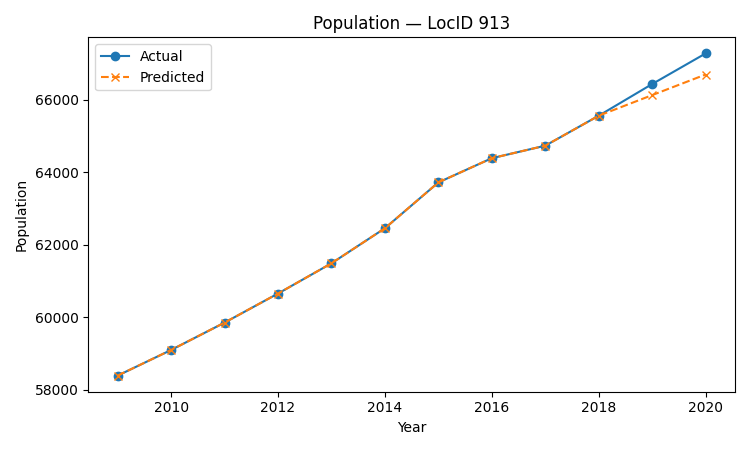 Population — LocID 913
Actual
Predicted
66000
64000
62000
60000
58000
Population
2010 2012 2014 2016 2018 2020
Year